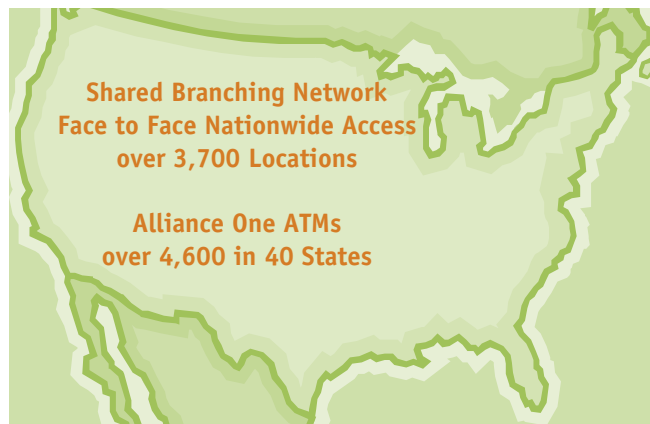 Shared Branching Network
Face to Face Nationwide Access
over 3,700 Locations
Alliance One ATMs
over 4,600 in 40 States